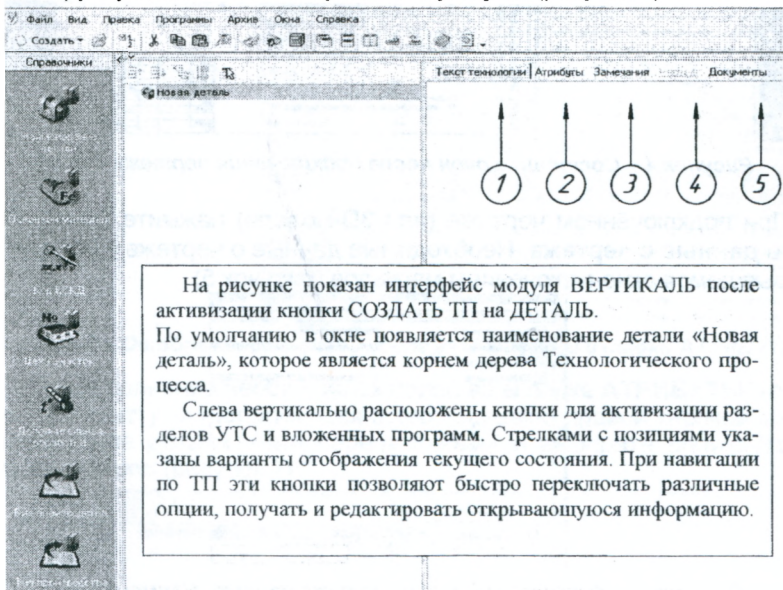 Файл Вид Правка Программы Архив Окна Справка
Создать
Справочники
Новая деталь
Текст технологии Атрибуты Замечания Документы
1 2 3 4 5
На рисунке показан интерфейс модуля ВЕРТИКАЛЬ после
активизации кнопки СОЗДАТЬ ТП на ДЕТАЛЬ.
По умолчанию в окне появляется наименование детали «Новая
деталь», которое является корнем дерева Технологического про-
цесса.
Слева вертикально расположены кнопки для активизации раз-
делов УТС и вложенных программ. Стрелками с позициями ука-
заны варианты отображения текущего состояния. При навигации
по ТП эти кнопки позволяют быстро переключать различные
опции, получать и редактировать открывающуюся информацию.